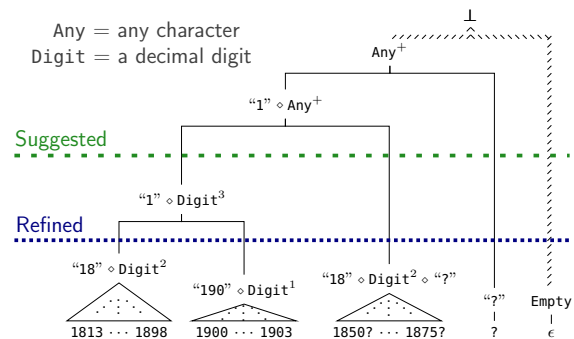 ⊥
Any = any character
Digit = a decimal digit
Any⁺
“1” ⋄ Any⁺
Suggested
“1” ⋄ Digit³
Refined
“18” ⋄ Digit²
“190” ⋄ Digit¹
“18” ⋄ Digit² ⋄ “?”
“?”
Empty
1813 ··· 1898
1900 ··· 1903
1850? ··· 1875?
?
ϵ